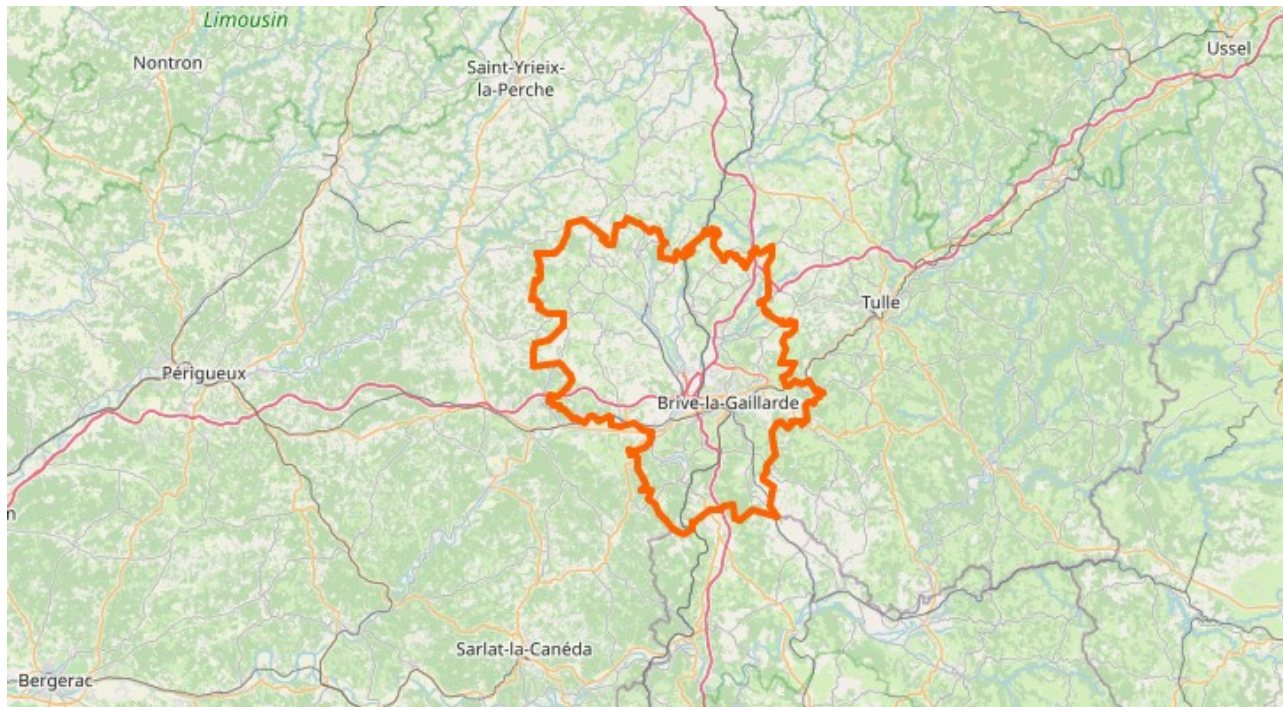 Limousin
Nontron
Saint-Yrieix-
la-Perche
Ussel
Tulle
Périgueux
Brive-la-Gaillarde
n
Sarlat-la-Canéda
Bergerac